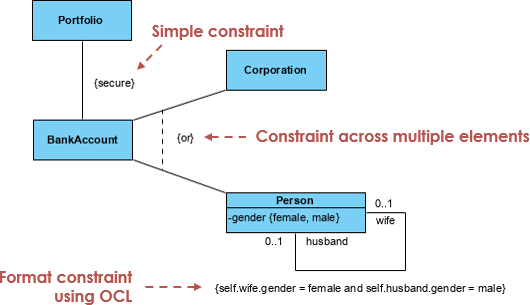 Portfolio
Simple constraint
{secure}
Corporation
BankAccount
{or}
Constraint across multiple elements
Person
-gender {female, male}
0..1
wife
0..1
husband
Format constraint
using OCL
{self.wife.gender = female and self.husband.gender = male}